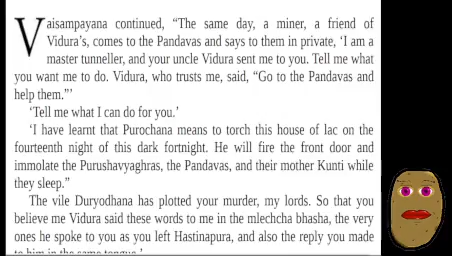 Vaisampayana continued, “The same day, a miner, a friend of
Vidura’s, comes to the Pandavas and says to them in private, ‘I am a
master tunneller, and your uncle Vidura sent me to you. Tell me what
you want me to do. Vidura, who trusts me, said, “Go to the Pandavas and
help them.”’
‘Tell me what I can do for you.’
‘I have learnt that Purochana means to torch this house of lac on the
fourteenth night of this dark fortnight. He will fire the front door and
immolate the Purushavyaghras, the Pandavas, and their mother Kunti while
they sleep.”
The vile Duryodhana has plotted your murder, my lords. So that you
believe me Vidura said these words to me in the mlechcha bhasha, the very
ones he spoke to you as you left Hastinapura, and also the reply you made
to him in the same tongue.’